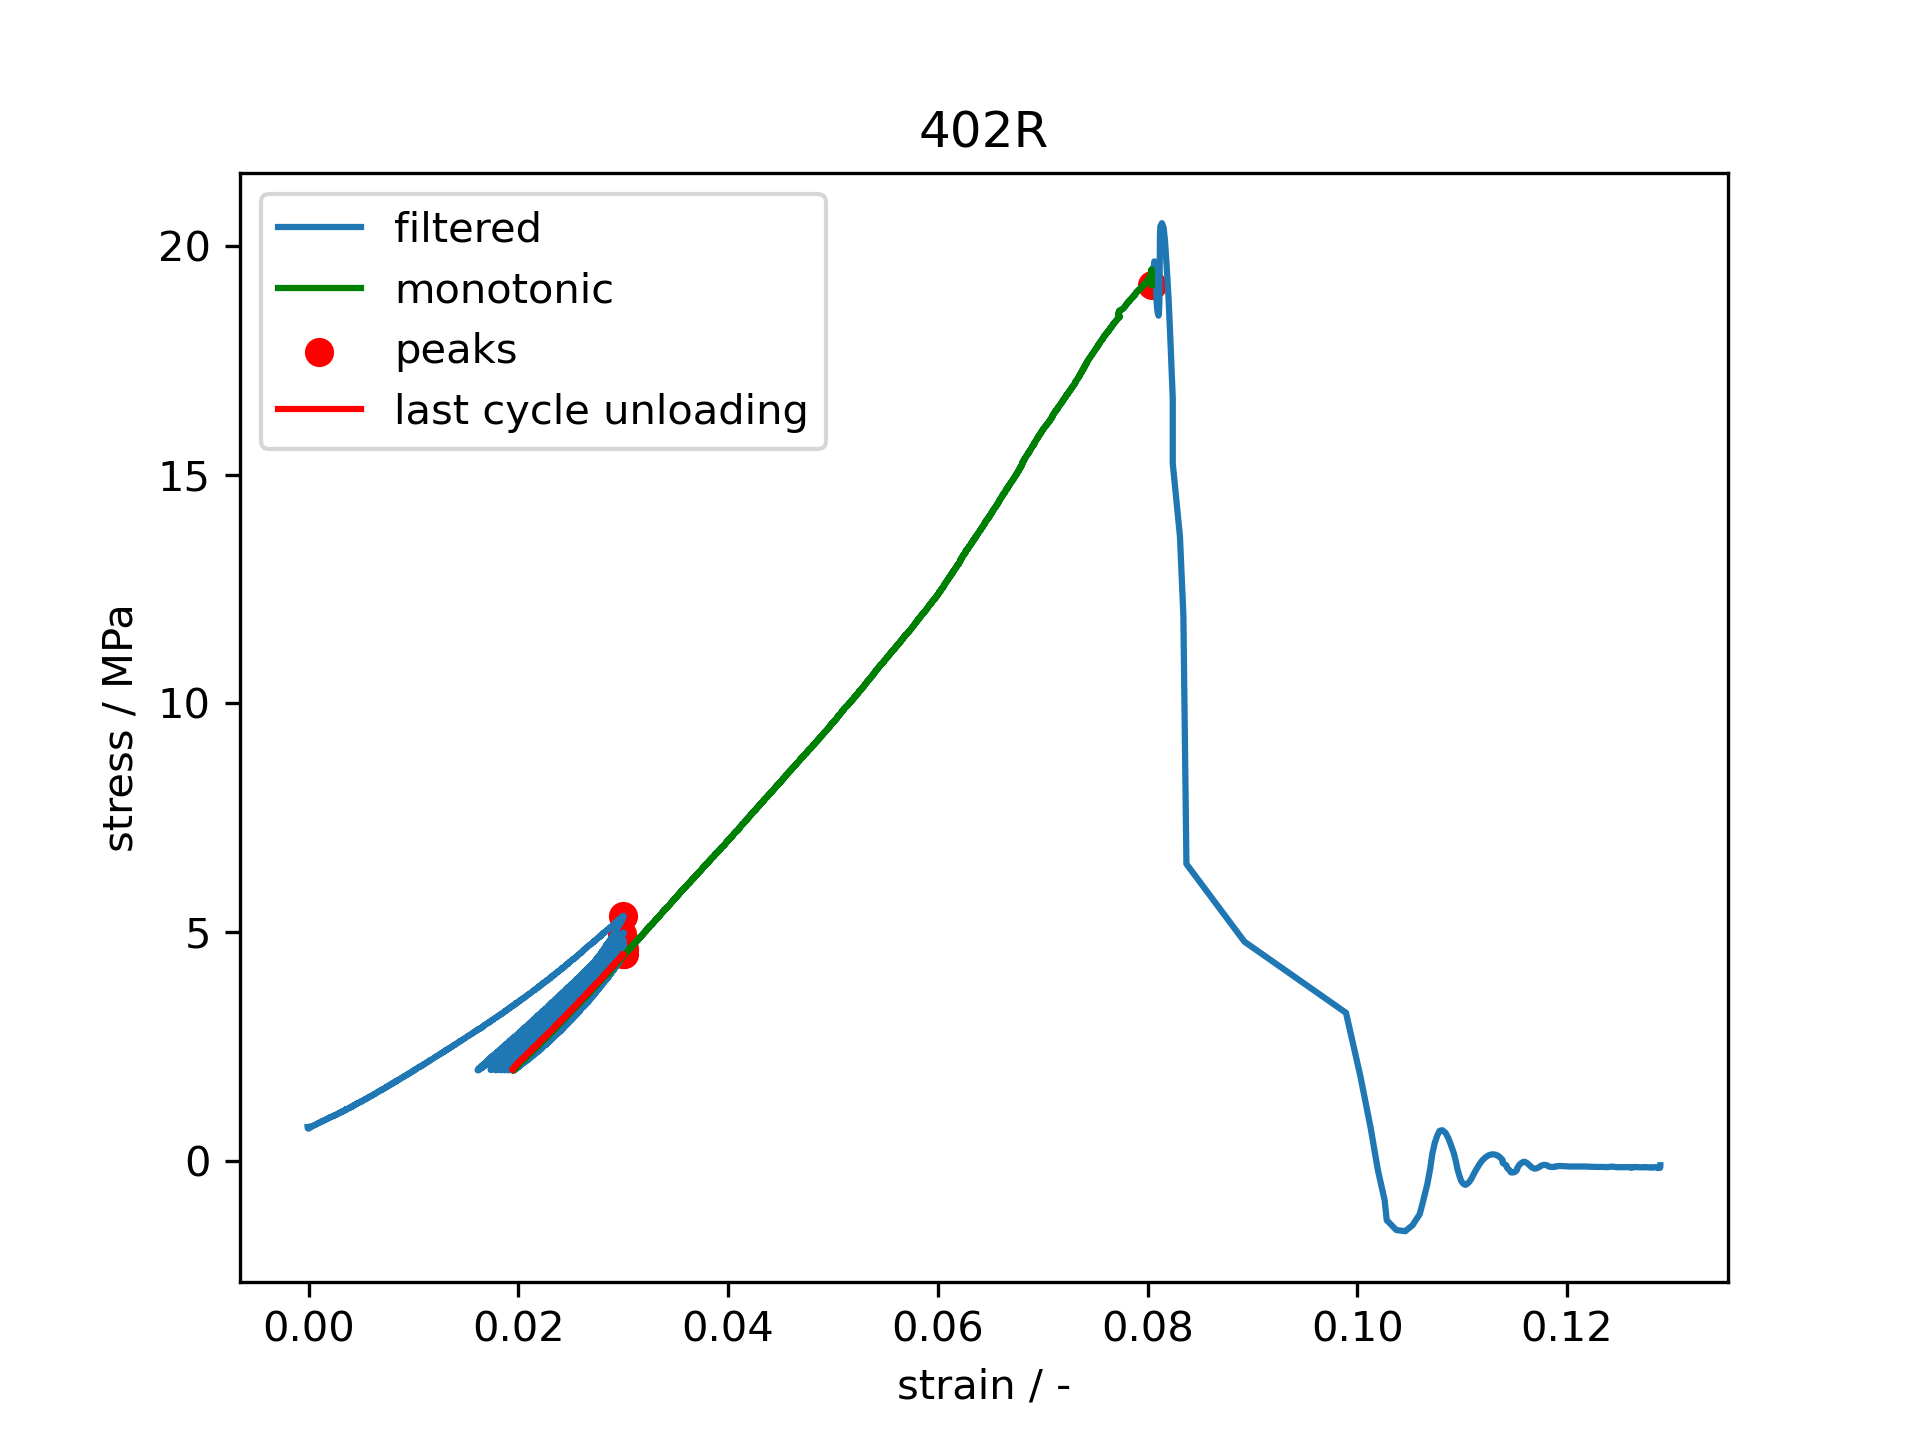 402R
filtered
monotonic
peaks
last cycle unloading
20
15
10
5
0
stress / MPa
0.00 0.02 0.04 0.06 0.08 0.10 0.12
strain / -